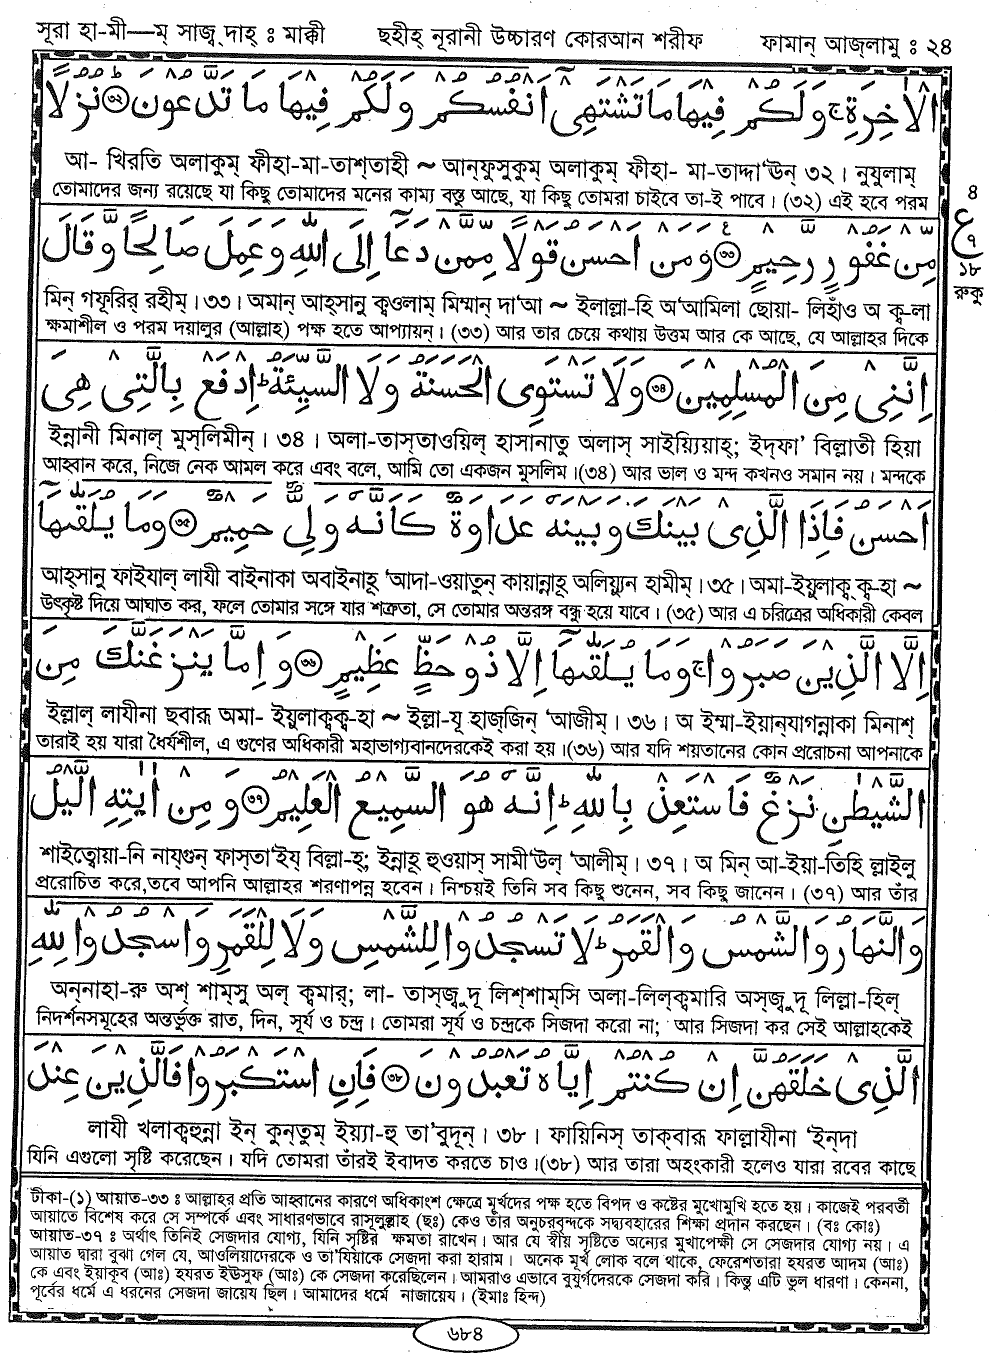 সূরা হা-মী—ম্ সাজ্বদাহ্ ঃ মাক্কী ছহীহ্ নূরানী উচ্চারণ কোরআন শরীফ ফামান্ আজ্লামু ঃ ২৪
الْاٰخِرَةِ ۚ وَلَكُمْ فِيْهَا مَا تَشْتَهِىْٓ اَنْفُسُكُمْ وَلَكُمْ فِيْهَا مَا تَدَّعُوْنَ ۝٣١ نُزُلًا
আ- খিরতি অলাকুম্ ফীহা-মা-তাশ্তাহী ~ আন্ফুসুকুম্ অলাকুম্ ফীহা- মা-তাদ্দা‘ঊন্ ৩২। নুযুলাম্
তোমাদের জন্য রয়েছে যা কিছু তোমাদের মনের কাম্য বস্তু আছে, যা কিছু তোমরা চাইবে তা-ই পাবে। (৩২) এই হবে পরম
৪
ع
৭
১৮
রুকু
مِّنْ غَفُوْرٍ رَّحِيْمٍ ۝٣٢ وَمَنْ اَحْسَنُ قَوْلًا مِّمَّنْ دَعَآ اِلَى اللّٰهِ وَعَمِلَ صَالِحًا وَّقَالَ
মিন্ গফূরির্ রহীম্। ৩৩। অমান্ আহ্সানু ক্বওলাম্ মিম্মান্ দা‘আ ~ ইলাল্লা-হি অ‘আমিলা ছোয়া- লিহাঁও অ ক্ব-লা
ক্ষমাশীল ও পরম দয়ালুর (আল্লাহ) পক্ষ হতে আপ্যায়ন। (৩৩) আর তার চেয়ে কথায় উত্তম আর কে আছে, যে আল্লাহর দিকে
اِنَّنِىْ مِنَ الْمُسْلِمِيْنَ ۝٣٣ وَلَا تَسْتَوِى الْحَسَنَةُ وَلَا السَّيِّئَةُ ؕ اِدْفَعْ بِالَّتِىْ هِىَ
ইন্নানী মিনাল্ মুস্লিমীন্। ৩৪। অলা-তাস্তাওয়িল্ হাসানাতু অলাস্ সাইয়্যিয়াহ্; ইদ্ফা‘ বিল্লাতী হিয়া
আহ্বান করে, নিজে নেক আমল করে এবং বলে, আমি তো একজন মুসলিম।(৩৪) আর ভাল ও মন্দ কখনও সমান নয়। মন্দকে
اَحْسَنُ فَاِذَا الَّذِىْ بَيْنَكَ وَبَيْنَهٗ عَدَاوَةٌ كَاَنَّهٗ وَلِىٌّ حَمِيْمٌ ۝٣٤ وَمَا يُلَقّٰىهَآ
আহ্সানু ফাইযাল্ লাযী বাইনাকা অবাইনাহূ ‘আদা-ওয়াতুন্ কায়ান্নাহূ অলিয়্যুন হামীম্।৩৫। অমা-ইয়ুলাক্ব্ ক্ব-হা ~
উৎকৃষ্ট দিয়ে আঘাত কর, ফলে তোমার সঙ্গে যার শত্রুতা, সে তোমার অন্তরঙ্গ বন্ধু হয়ে যাবে। (৩৫) আর এ চরিত্রের অধিকারী কেবল
اِلَّا الَّذِيْنَ صَبَرُوْا ۚ وَمَا يُلَقّٰىهَآ اِلَّا ذُوْ حَظٍّ عَظِيْمٍ ۝٣٥ وَاِمَّا يَنْزَغَنَّكَ مِنَ
ইল্লাল্ লাযীনা ছবারূ অমা- ইয়ুলাক্ব্ক্ব-হা ~ ইল্লা-যূ হাজ্জিন্ ‘আজীম্। ৩৬। অ ইম্মা-ইয়ান্যাগন্নাকা মিনাশ্
তারাই হয় যারা ধৈর্যশীল, এ গুণের অধিকারী মহাভাগ্যবানদেরকেই করা হয়।(৩৬) আর যদি শয়তানের কোন প্ররোচনা আপনাকে
الشَّيْطٰنِ نَزْغٌ فَاسْتَعِذْ بِاللّٰهِ ؕ اِنَّهٗ هُوَ السَّمِيْعُ الْعَلِيْمُ ۝٣٦ وَمِنْ اٰيٰتِهِ الَّيْلُ
শাইত্বোয়া-নি নায্গুন্ ফাস্তা‘ইয্ বিল্লা-হ্; ইন্নাহূ হুওয়াস্ সামী‘উল্ ‘আলীম্। ৩৭। অ মিন্ আ-ইয়া-তিহি ল্লাইলু
প্ররোচিত করে,তবে আপনি আল্লাহর শরণাপন্ন হবেন। নিশ্চয়ই তিনি সব কিছু শুনেন, সব কিছু জানেন। (৩৭) আর তাঁর
وَالنَّهَارُ وَالشَّمْسُ وَالْقَمَرُ ؕ لَا تَسْجُدُوْا لِلشَّمْسِ وَلَا لِلْقَمَرِ وَاسْجُدُوْا لِلّٰهِ
অন্নাহা-রু অশ্ শাম্সু অল্ ক্বমার্; লা- তাস্জুদূ লিশ্শাম্সি অলা-লিল্ক্বমারি অস্জুদূ লিল্লা-হিল্
নিদর্শনসমূহের অন্তর্ভুক্ত রাত, দিন, সূর্য ও চন্দ্র। তোমরা সূর্য ও চন্দ্রকে সিজদা করো না; আর সিজদা কর সেই আল্লাহকেই
الَّذِىْ خَلَقَهُنَّ اِنْ كُنْتُمْ اِيَّاهُ تَعْبُدُوْنَ ۝٣٧ فَاِنِ اسْتَكْبَرُوْا فَالَّذِيْنَ عِنْدَ
লাযী খলাক্বহুন্না ইন্ কুন্তুম্ ইয়্যা-হু তা‘বুদূন্। ৩৮। ফায়িনিস্ তাক্বারূ ফাল্লাযীনা ‘ইন্দা
যিনি এগুলো সৃষ্টি করেছেন। যদি তোমরা তাঁরই ইবাদত করতে চাও।(৩৮) আর তারা অহংকারী হলেও যারা রবের কাছে
টীকা-(১) আয়াত-৩৩ ঃ আল্লাহর প্রতি আহ্বানের কারণে অধিকাংশ ক্ষেত্রে মূর্খদের পক্ষ হতে বিপদ ও কষ্টের মুখোমুখি হতে হয়। কাজেই পরবর্তী
আয়াতে বিশেষ করে সে সম্পর্কে এবং সাধারণভাবে রাসূলুল্লাহ (ছঃ) কেও তাঁর অনুচরবৃন্দকে সদ্ব্যবহারের শিক্ষা প্রদান করছেন। (বঃ কোঃ)
আয়াত-৩৭ ঃ অর্থাৎ তিনিই সেজদার যোগ্য, যিনি সৃষ্টির ক্ষমতা রাখেন। আর যে স্বীয় সৃষ্টিতে অন্যের মুখাপেক্ষী সে সেজদার যোগ্য নয়। এ
আয়াত দ্বারা বুঝা গেল যে, আওলিয়াদেরকে ও তা‘যিয়াকে সেজদা করা হারাম। অনেক মূর্খ লোক বলে থাকে, ফেরেশতারা হযরত আদম (আঃ)
কে এবং ইয়াকূব (আঃ) হযরত ইঊসুফ (আঃ) কে সেজদা করেছিলেন। আমরাও এভাবে বুযুর্গদেরকে সেজদা করি। কিন্তু এটি ভুল ধারণা। কেননা,
পূর্বের ধর্মে এ ধরনের সেজদা জায়েয ছিল। আমাদের ধর্মে নাজায়েয। (ইমাঃ হিন্দ)
৬৮৪